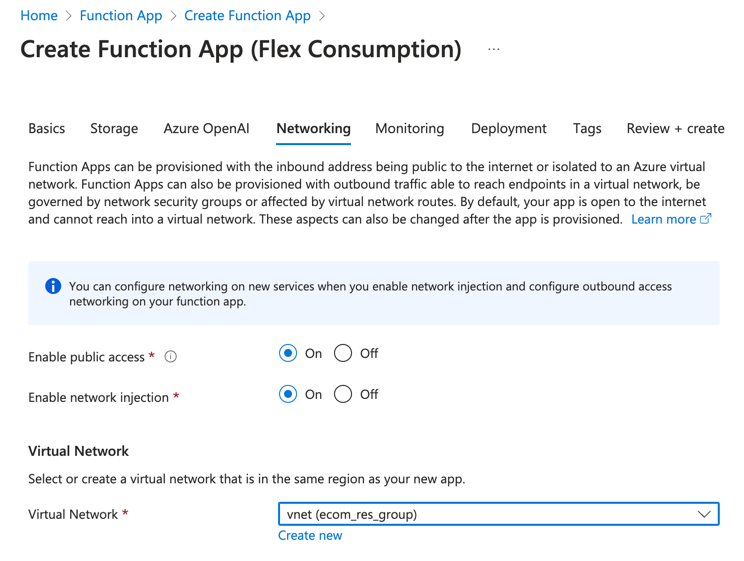 Home > Function App > Create Function App >
Create Function App (Flex Consumption) ...
Basics Storage Azure OpenAI Networking Monitoring Deployment Tags Review + create
Function Apps can be provisioned with the inbound address being public to the internet or isolated to an Azure virtual
network. Function Apps can also be provisioned with outbound traffic able to reach endpoints in a virtual network, be
governed by network security groups or affected by virtual network routes. By default, your app is open to the internet
and cannot reach into a virtual network. These aspects can also be changed after the app is provisioned. Learn more
You can configure networking on new services when you enable network injection and configure outbound access
networking on your function app.
Enable public access * On Off
Enable network injection * On Off
Virtual Network
Select or create a virtual network that is in the same region as your new app.
Virtual Network * vnet (ecom_res_group)
Create new